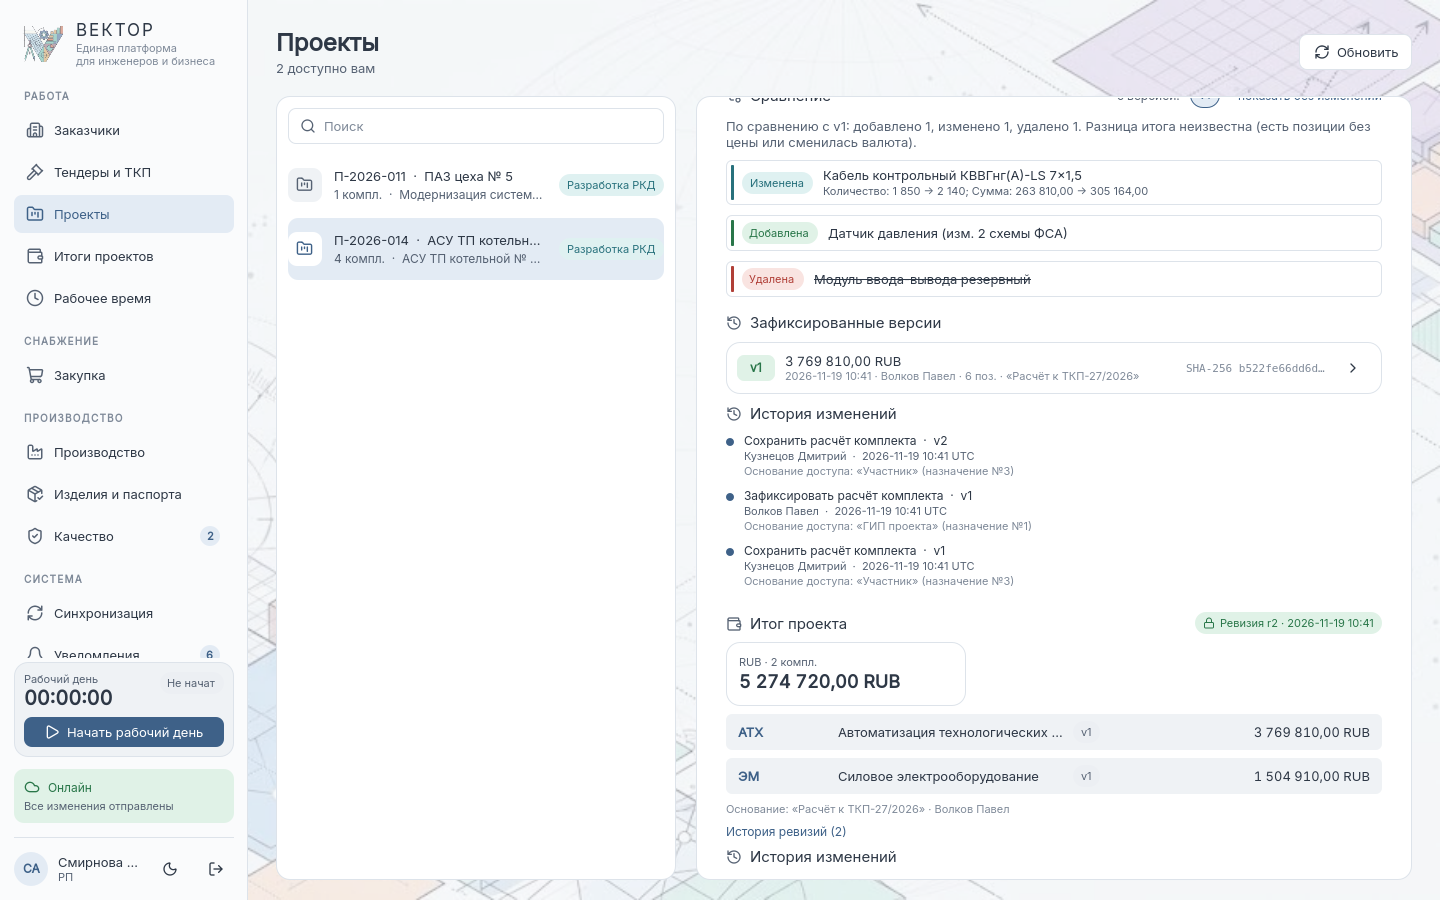 ВЕКТОР
Единая платформа
для инженеров и бизнеса
РАБОТА
Заказчики
Тендеры и ТКП
Проекты
Итоги проектов
Рабочее время
СНАБЖЕНИЕ
Закупка
ПРОИЗВОДСТВО
Производство
Изделия и паспорта
Качество 2
СИСТЕМА
Синхронизация
Уведомления 6
Рабочий день
Не начат
00:00:00
Начать рабочий день
Онлайн
Все изменения отправлены
СА
Смирнова ...
РП
Проекты
2 доступно вам
Обновить
Поиск
П-2026-011 · ПАЗ цеха № 5
1 компл. · Модернизация систем...
Разработка РКД
П-2026-014 · АСУ ТП котельн...
4 компл. · АСУ ТП котельной № ...
Разработка РКД
Сравнение
с версией:
показать без изменений
По сравнению с v1: добавлено 1, изменено 1, удалено 1. Разница итога неизвестна (есть позиции без
цены или сменилась валюта).
Изменена
Кабель контрольный КВВГнг(А)-LS 7×1,5
Количество: 1 850 → 2 140; Сумма: 263 810,00 → 305 164,00
Добавлена
Датчик давления (изм. 2 схемы ФСА)
Удалена
Модуль ввода-вывода резервный
Зафиксированные версии
v1
3 769 810,00 RUB
2026-11-19 10:41 · Волков Павел · 6 поз. · «Расчёт к ТКП-27/2026»
SHA-256 b522fe66dd6d…
История изменений
Сохранить расчёт комплекта · v2
Кузнецов Дмитрий · 2026-11-19 10:41 UTC
Основание доступа: «Участник» (назначение №3)
Зафиксировать расчёт комплекта · v1
Волков Павел · 2026-11-19 10:41 UTC
Основание доступа: «ГИП проекта» (назначение №1)
Сохранить расчёт комплекта · v1
Кузнецов Дмитрий · 2026-11-19 10:41 UTC
Основание доступа: «Участник» (назначение №3)
Итог проекта
Ревизия r2 · 2026-11-19 10:41
RUB · 2 компл.
5 274 720,00 RUB
АТХ Автоматизация технологических ... v1 3 769 810,00 RUB
ЭМ Силовое электрооборудование v1 1 504 910,00 RUB
Основание: «Расчёт к ТКП-27/2026» · Волков Павел
История ревизий (2)
История изменений